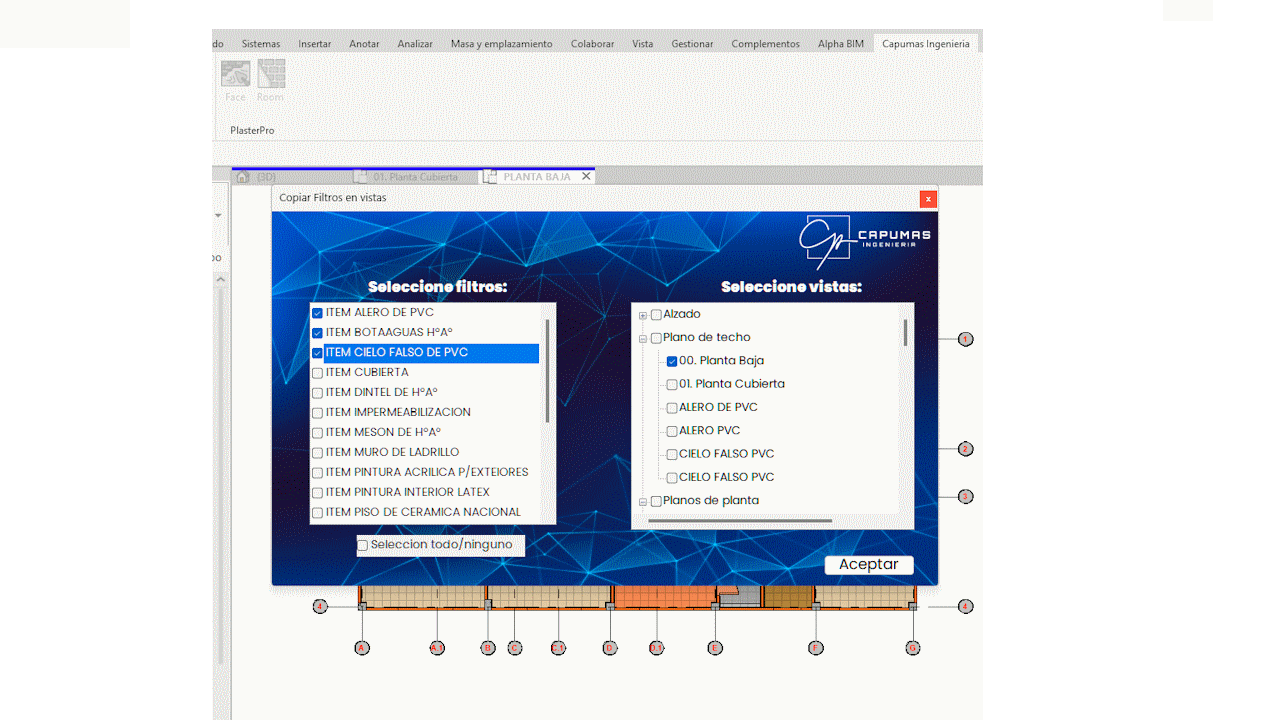 do Sistemas Insertar Anotar Analizar Masa y emplazamiento Colaborar Vista Gestionar Complementos Alpha BIM Capumas Ingenieria
Face Room
PlasterPro
{3D} 01. Planta Cubierta PLANTA BAJA
Copiar Filtros en vistas
x
CAPUMAS
INGENIERIA
Seleccione filtros:
ITEM ALERO DE PVC
ITEM BOTAAGUAS HºAº
ITEM CIELO FALSO DE PVC
ITEM CUBIERTA
ITEM DINTEL DE HºAº
ITEM IMPERMEABILIZACION
ITEM MESON DE HºAº
ITEM MURO DE LADRILLO
ITEM PINTURA ACRILICA P/EXTEIORES
ITEM PINTURA INTERIOR LATEX
ITEM PISO DE CERAMICA NACIONAL
Seleccion todo/ninguno
Seleccione vistas:
Alzado
Plano de techo
00. Planta Baja
01. Planta Cubierta
ALERO DE PVC
ALERO PVC
CIELO FALSO PVC
CIELO FALSO PVC
Planos de planta
Aceptar
1
2
3
4 4
A A.1 B C C.1 D D.1 E F G